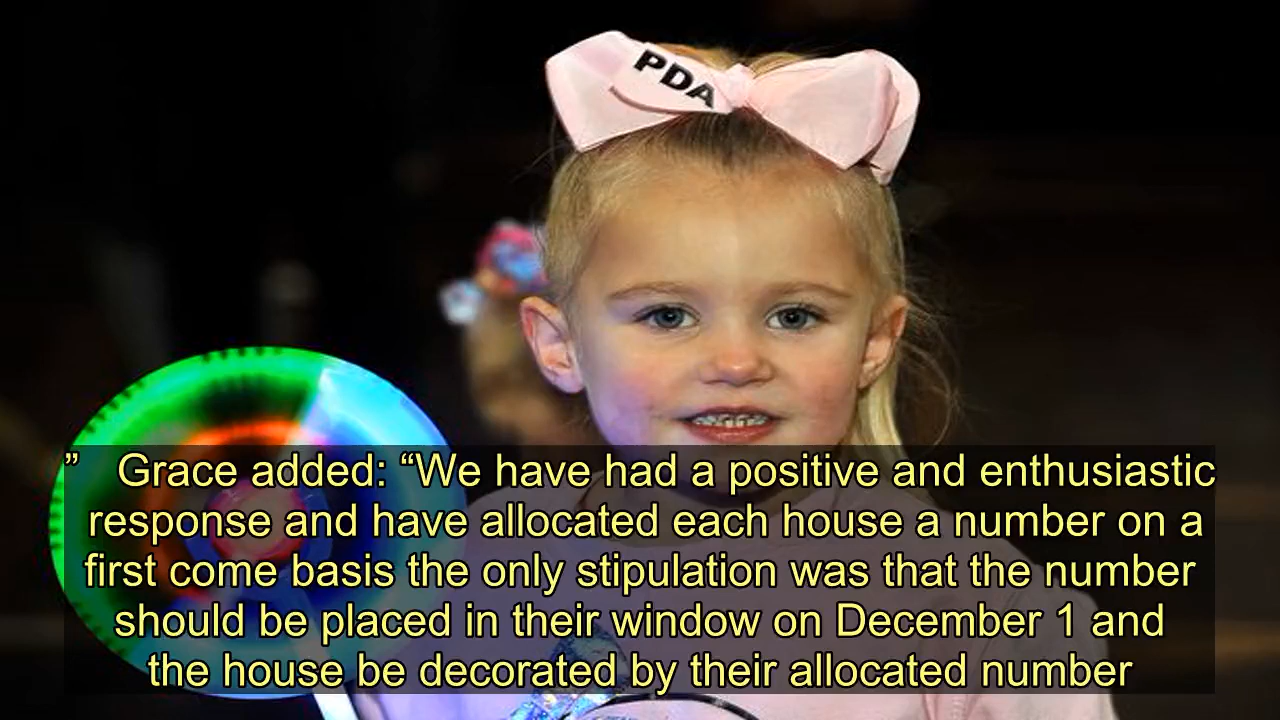 PDA
”   Grace added: “We have had a positive and enthusiastic
response and have allocated each house a number on a
first come basis the only stipulation was that the number
should be placed in their window on December 1 and
the house be decorated by their allocated number